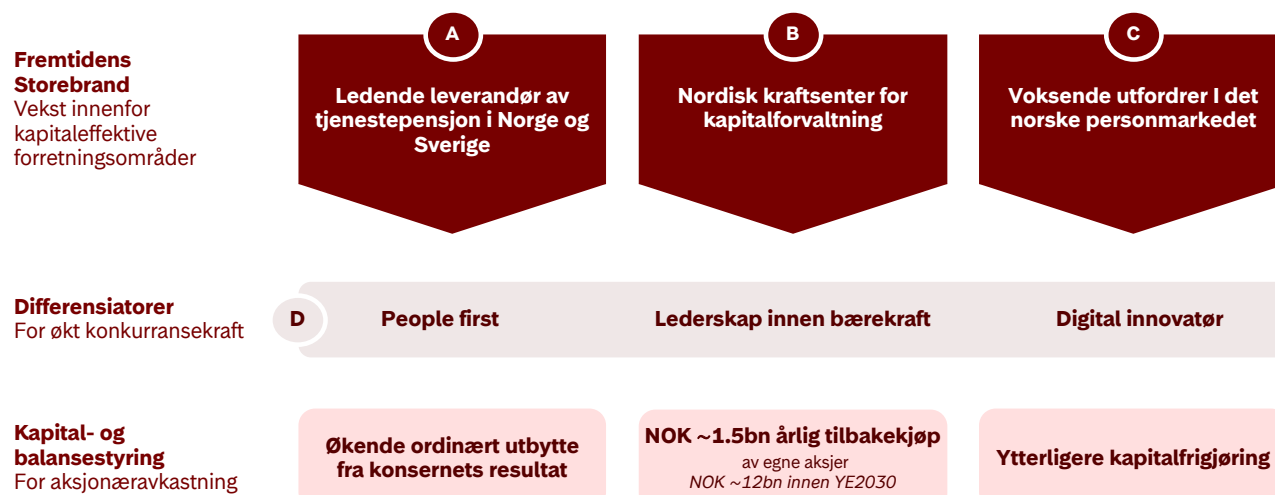 Fremtidens
Storebrand
Vekst innenfor
kapitaleffektive
forretningsområder
A
Ledende leverandør av
tjenestepensjon i Norge og
Sverige
B
Nordisk kraftsenter for
kapitalforvaltning
C
Voksende utfordrer I det
norske personmarkedet
Differensiatorer
For økt konkurransekraft
D
People first
Lederskap innen bærekraft
Digital innovatør
Kapital- og
balansestyring
For aksjonæravkastning
Økende ordinært utbytte
fra konsernets resultat
NOK ~1.5bn årlig tilbakekjøp
av egne aksjer
NOK ~12bn innen YE2030
Ytterligere kapitalfrigjøring